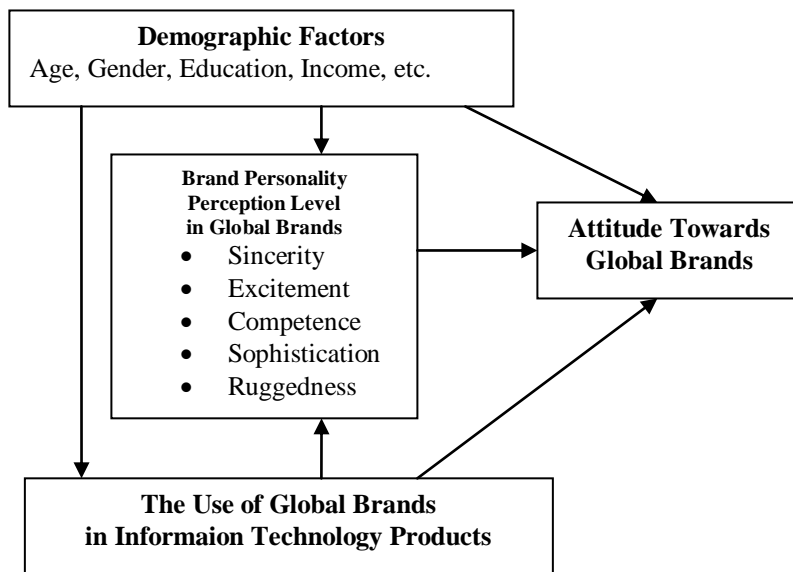 Demographic Factors
Age, Gender, Education, Income, etc.
Brand Personality
Perception Level
in Global Brands
• Sincerity
• Excitement
• Competence
• Sophistication
• Ruggedness
Attitude Towards
Global Brands
The Use of Global Brands
in Informaion Technology Products